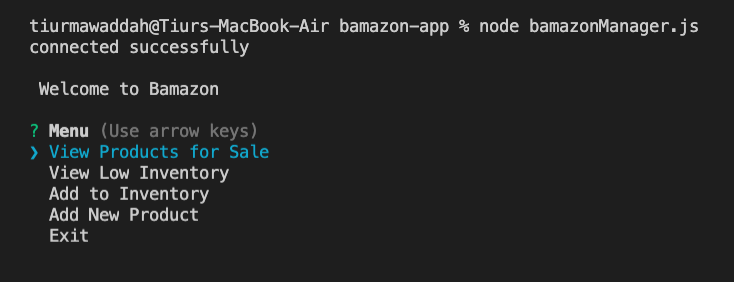 tiurmawaddah@Tiurs-MacBook-Air bamazon-app % node bamazonManager.js
connected successfully
Welcome to Bamazon
? Menu (Use arrow keys)
❯ View Products for Sale
View Low Inventory
Add to Inventory
Add New Product
Exit